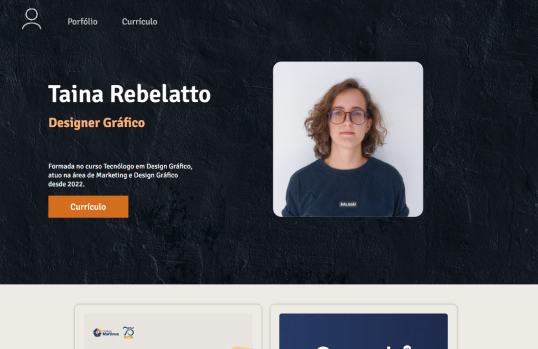 Porfólio Currículo
Taina Rebelatto
Designer Gráfico
Formada no curso Tecnólogo em Design Gráfico,
atuo na área de Marketing e Design Gráfico
desde 2022.
Currículo
75